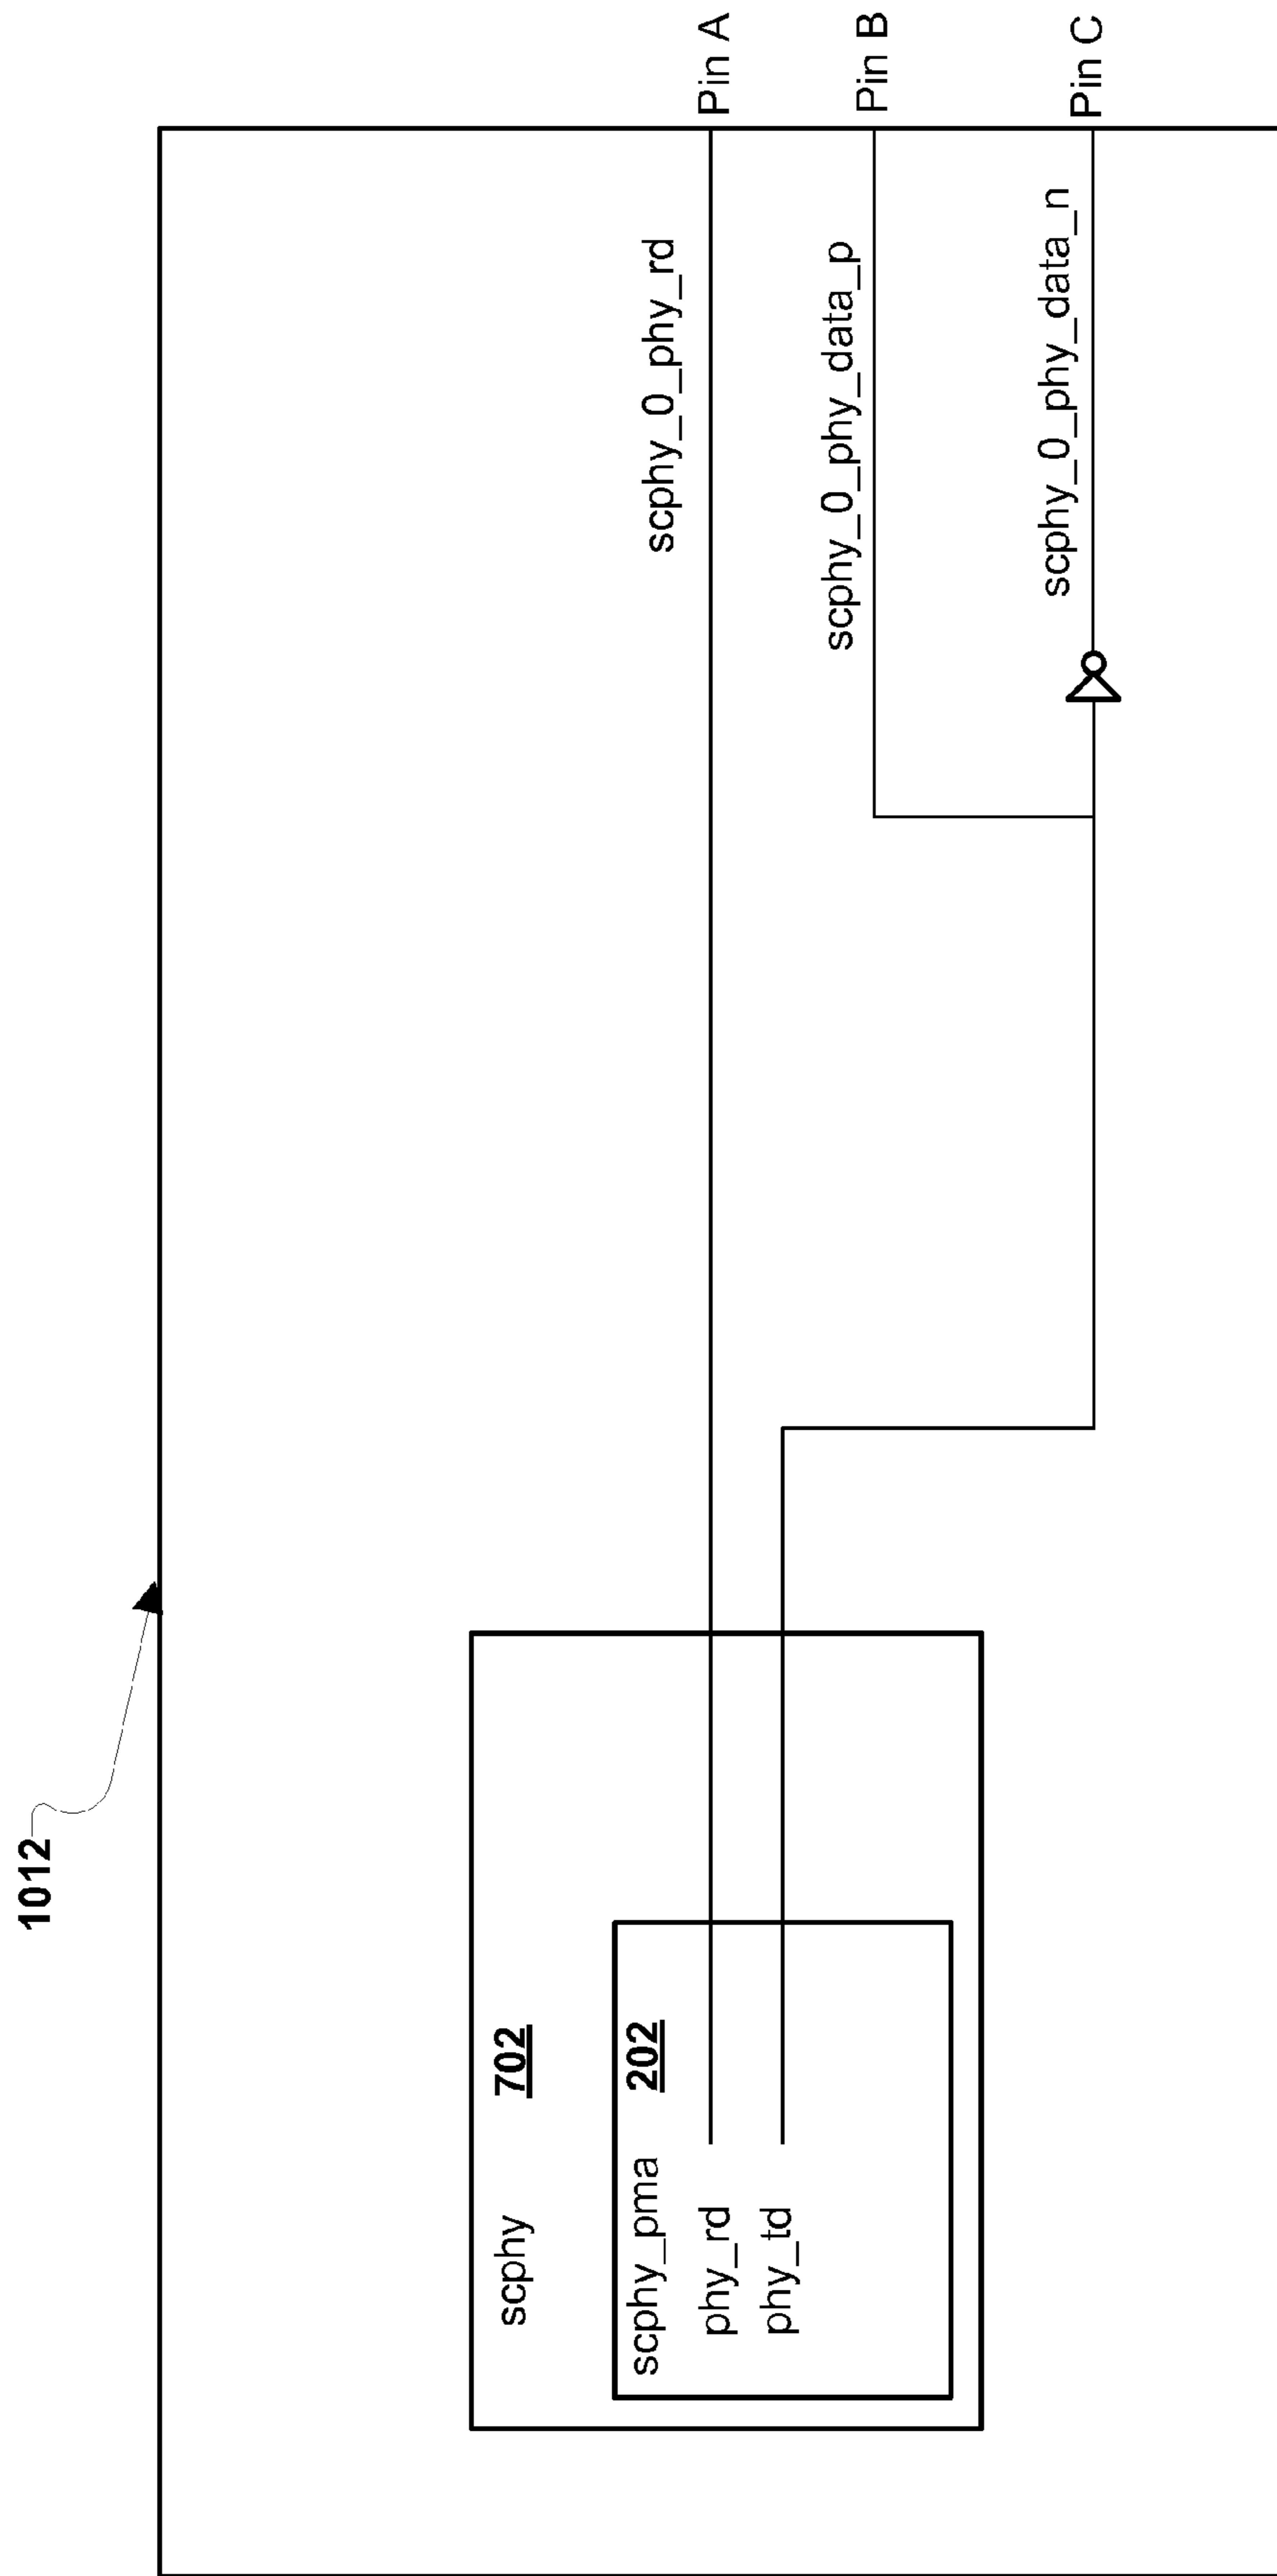 1012
scphy 702
scphy_pma 202
phy_rd
phy_td
scphy_0_phy_rd
Pin A
scphy_0_phy_data_p
Pin B
scphy_0_phy_data_n
Pin C